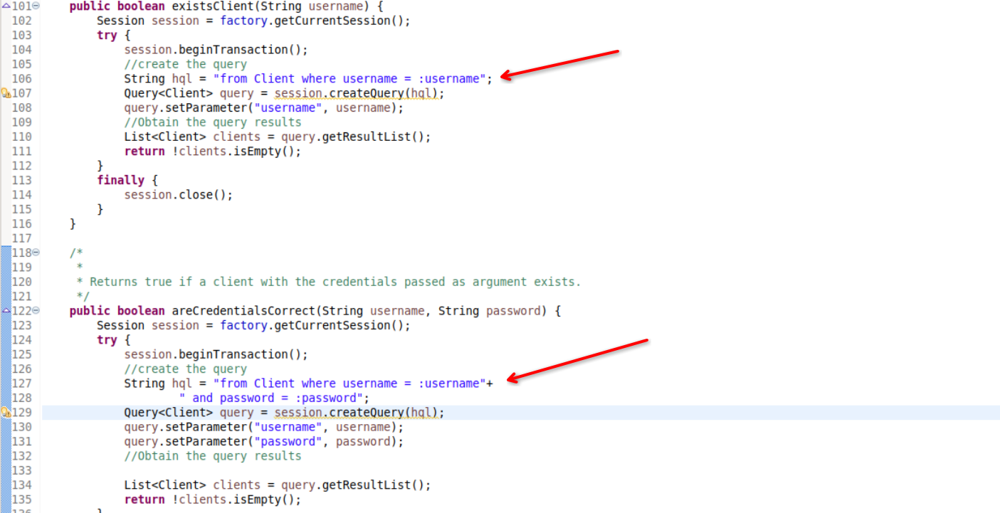 101 public boolean existsClient(String username) {
102 Session session = factory.getCurrentSession();
103 try {
104 session.beginTransaction();
105 //create the query
106 String hql = "from Client where username = :username";
107 Query<Client> query = session.createQuery(hql);
108 query.setParameter("username", username);
109 //Obtain the query results
110 List<Client> clients = query.getResultList();
111 return !clients.isEmpty();
112 }
113 finally {
114 session.close();
115 }
116 }
117
118 /*
119 *
120 * Returns true if a client with the credentials passed as argument exists.
121 */
122 public boolean areCredentialsCorrect(String username, String password) {
123 Session session = factory.getCurrentSession();
124 try {
125 session.beginTransaction();
126 //create the query
127 String hql = "from Client where username = :username"+
128 " and password = :password";
129 Query<Client> query = session.createQuery(hql);
130 query.setParameter("username", username);
131 query.setParameter("password", password);
132 //Obtain the query results
133
134 List<Client> clients = query.getResultList();
135 return !clients.isEmpty();
136 }